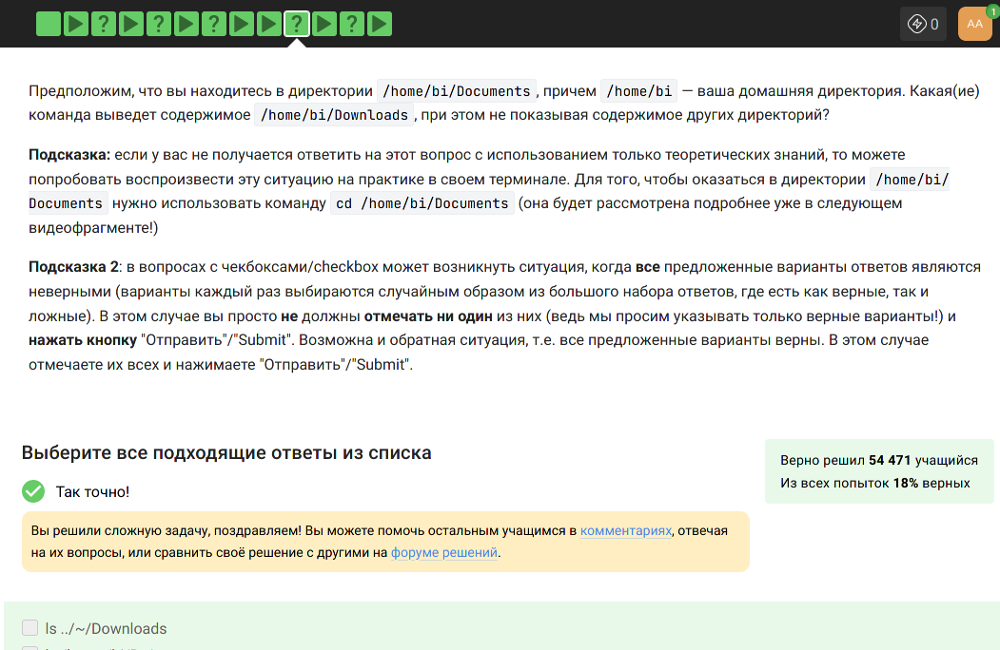 ? ? ? ? ?
0
AA
1
Предположим, что вы находитесь в директории /home/bi/Documents, причем /home/bi — ваша домашняя директория. Какая(ие)
команда выведет содержимое /home/bi/Downloads, при этом не показывая содержимое других директорий?
Подсказка: если у вас не получается ответить на этот вопрос с использованием только теоретических знаний, то можете
попробовать воспроизвести эту ситуацию на практике в своем терминале. Для того, чтобы оказаться в директории /home/bi/
Documents нужно использовать команду cd /home/bi/Documents (она будет рассмотрена подробнее уже в следующем
видеофрагменте!)
Подсказка 2: в вопросах с чекбоксами/checkbox может возникнуть ситуация, когда все предложенные варианты ответов являются
неверными (варианты каждый раз выбираются случайным образом из большого набора ответов, где есть как верные, так и
ложные). В этом случае вы просто не должны отмечать ни один из них (ведь мы просим указывать только верные варианты!) и
нажать кнопку "Отправить"/"Submit". Возможна и обратная ситуация, т.е. все предложенные варианты верны. В этом случае
отмечаете их всех и нажимаете "Отправить"/"Submit".
Выберите все подходящие ответы из списка
Верно решил 54 471 учащийся
Из всех попыток 18% верных
Так точно!
Вы решили сложную задачу, поздравляем! Вы можете помочь остальным учащимся в комментариях, отвечая
на их вопросы, или сравнить своё решение с другими на форуме решений.
ls ../~/Downloads